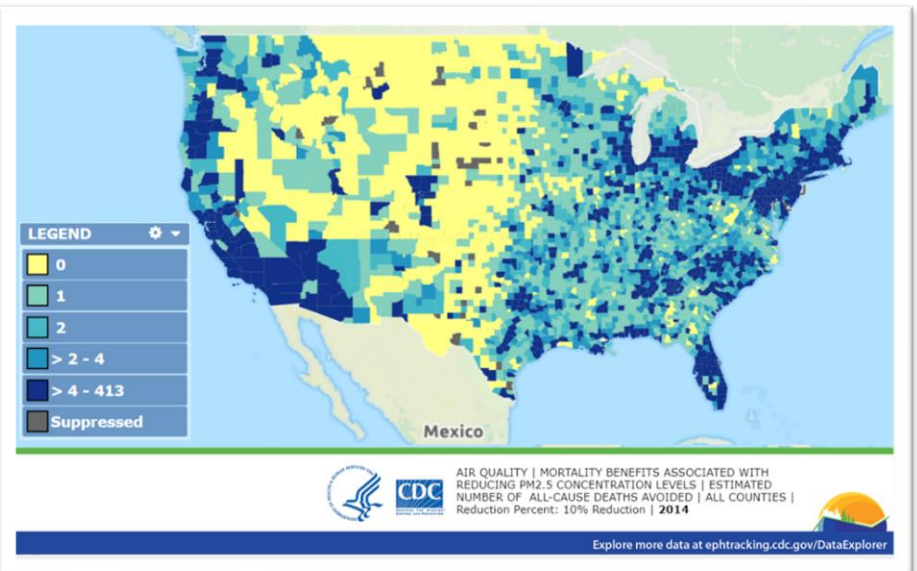 LEGEND
0
1
2
> 2 - 4
> 4 - 413
Suppressed
Mexico
CDC
AIR QUALITY | MORTALITY BENEFITS ASSOCIATED WITH
REDUCING PM2.5 CONCENTRATION LEVELS | ESTIMATED
NUMBER OF ALL-CAUSE DEATHS AVOIDED | ALL COUNTIES |
Reduction Percent: 10% Reduction | 2014
Explore more data at ephtracking.cdc.gov/DataExplorer